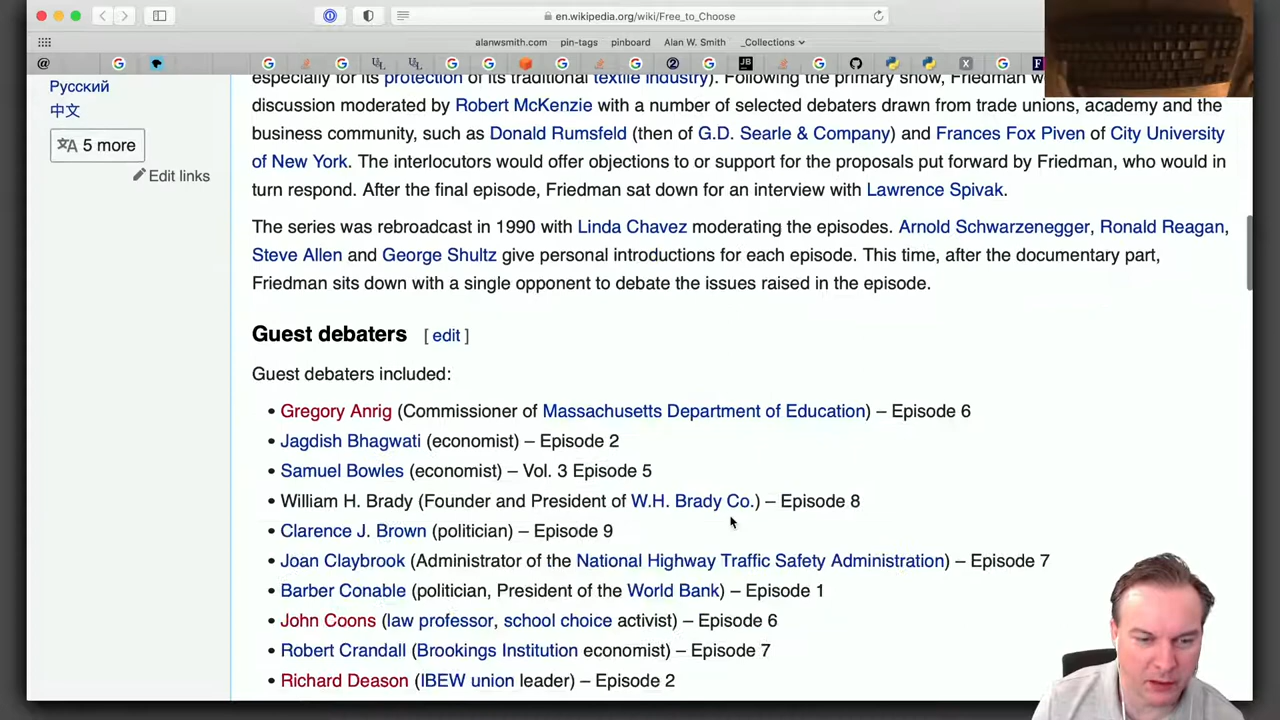 en.wikipedia.org/wiki/Free_to_Choose
alanwsmith.com pin-tags pinboard Alan W. Smith _Collections
Русский
中文
5 more
Edit links
especially for its protection of its traditional textile industry). Following the primary show, Friedman w
discussion moderated by Robert McKenzie with a number of selected debaters drawn from trade unions, academy and the
business community, such as Donald Rumsfeld (then of G.D. Searle & Company) and Frances Fox Piven of City University
of New York. The interlocutors would offer objections to or support for the proposals put forward by Friedman, who would in
turn respond. After the final episode, Friedman sat down for an interview with Lawrence Spivak.
The series was rebroadcast in 1990 with Linda Chavez moderating the episodes. Arnold Schwarzenegger, Ronald Reagan,
Steve Allen and George Shultz give personal introductions for each episode. This time, after the documentary part,
Friedman sits down with a single opponent to debate the issues raised in the episode.
Guest debaters [ edit ]
Guest debaters included:
• Gregory Anrig (Commissioner of Massachusetts Department of Education) – Episode 6
• Jagdish Bhagwati (economist) – Episode 2
• Samuel Bowles (economist) – Vol. 3 Episode 5
• William H. Brady (Founder and President of W.H. Brady Co.) – Episode 8
• Clarence J. Brown (politician) – Episode 9
• Joan Claybrook (Administrator of the National Highway Traffic Safety Administration) – Episode 7
• Barber Conable (politician, President of the World Bank) – Episode 1
• John Coons (law professor, school choice activist) – Episode 6
• Robert Crandall (Brookings Institution economist) – Episode 7
• Richard Deason (IBEW union leader) – Episode 2